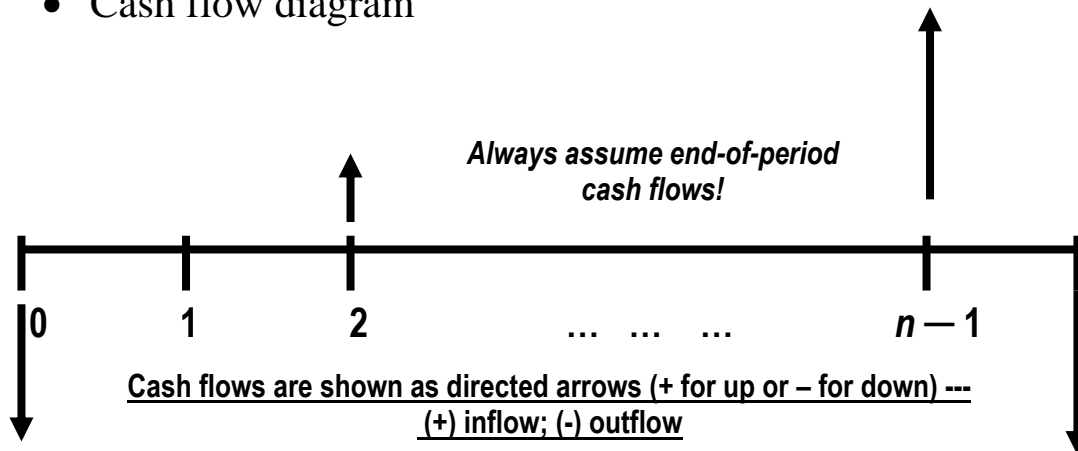 • Cash flow diagram
Always assume end-of-period
cash flows!
0 1 2 … … … n — 1
Cash flows are shown as directed arrows (+ for up or – for down) ---
(+) inflow; (-) outflow